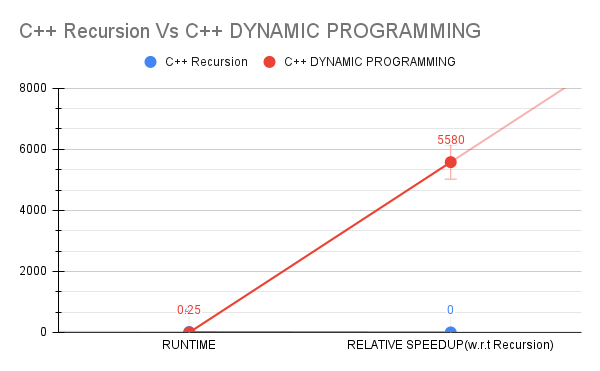 C++ Recursion Vs C++ DYNAMIC PROGRAMMING
C++ Recursion C++ DYNAMIC PROGRAMMING
8000
6000
4000
2000
0
5580
0.25
0
RUNTIME
RELATIVE SPEEDUP(w.r.t Recursion)